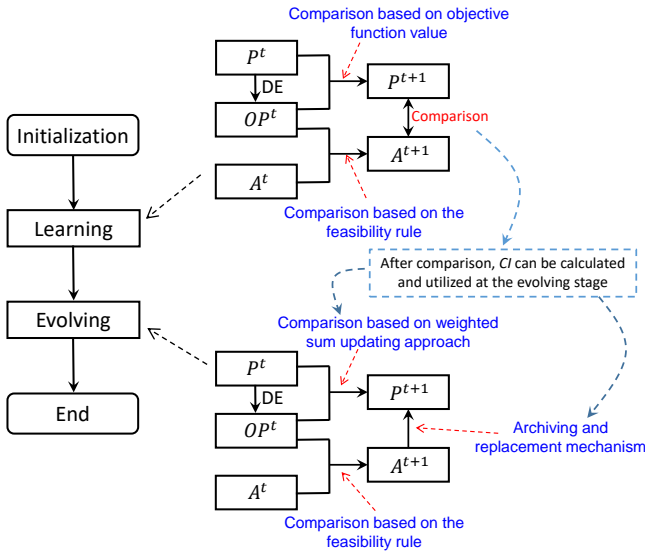 Comparison based on objective
function value
$P^t$
DE
$OP^t$
$A^t$
$P^{t+1}$
Comparison
$A^{t+1}$
Comparison based on the
feasibility rule
Initialization
Learning
Evolving
End
After comparison, CI can be calculated
and utilized at the evolving stage
Comparison based on weighted
sum updating approach
$P^t$
DE
$OP^t$
$A^t$
$P^{t+1}$
$A^{t+1}$
Archiving and
replacement mechanism
Comparison based on the
feasibility rule